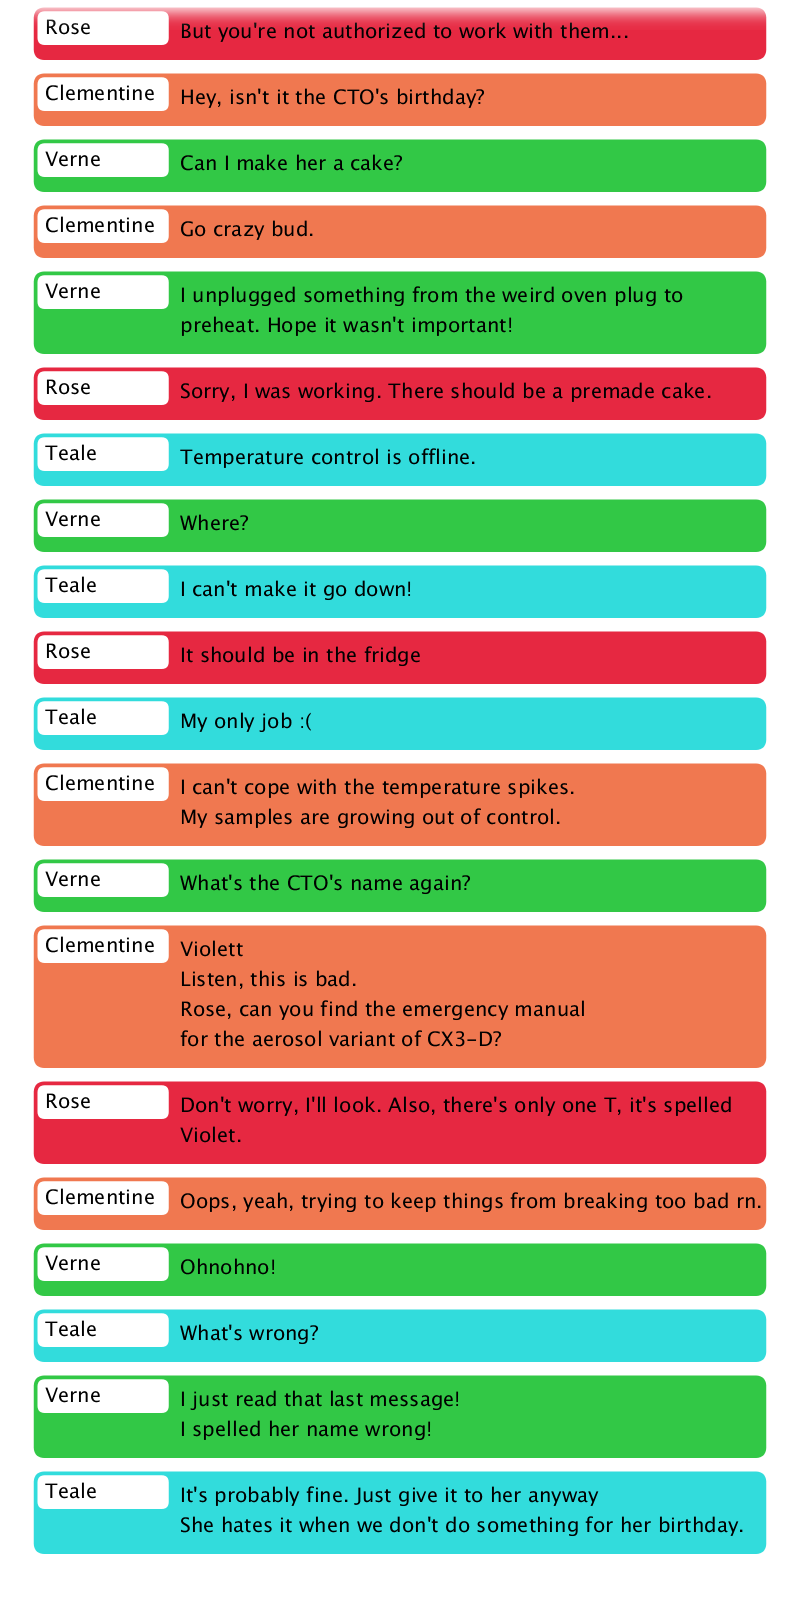 Rose
But you're not authorized to work with them...
Clementine
Hey, isn't it the CTO's birthday?
Verne
Can I make her a cake?
Clementine
Go crazy bud.
Verne
I unplugged something from the weird oven plug to
preheat. Hope it wasn't important!
Rose
Sorry, I was working. There should be a premade cake.
Teale
Temperature control is offline.
Verne
Where?
Teale
I can't make it go down!
Rose
It should be in the fridge
Teale
My only job :(
Clementine
I can't cope with the temperature spikes.
My samples are growing out of control.
Verne
What's the CTO's name again?
Clementine
Violett
Listen, this is bad.
Rose, can you find the emergency manual
for the aerosol variant of CX3-D?
Rose
Don't worry, I'll look. Also, there's only one T, it's spelled
Violet.
Clementine
Oops, yeah, trying to keep things from breaking too bad rn.
Verne
Ohnohno!
Teale
What's wrong?
Verne
I just read that last message!
I spelled her name wrong!
Teale
It's probably fine. Just give it to her anyway
She hates it when we don't do something for her birthday.